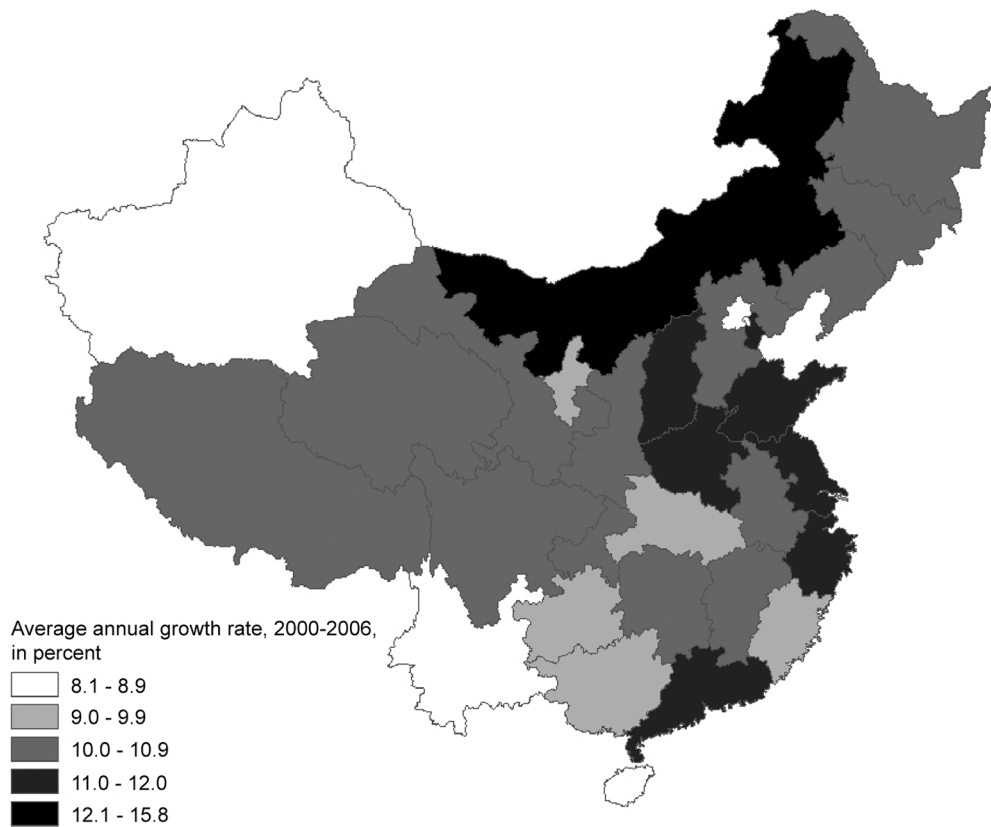 Average annual growth rate, 2000-2006,
in percent
8.1 - 8.9
9.0 - 9.9
10.0 - 10.9
11.0 - 12.0
12.1 - 15.8